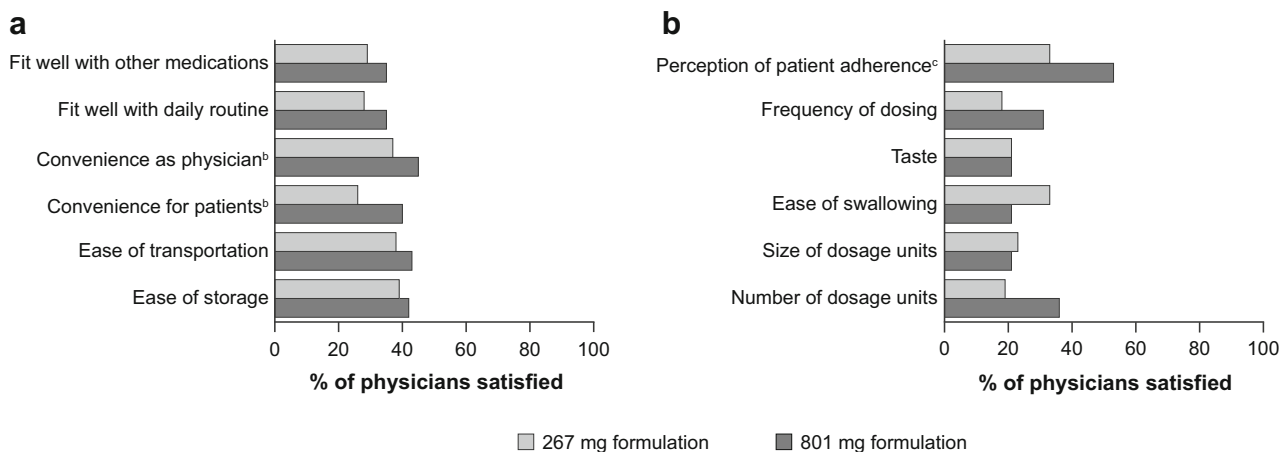 a
Fit well with other medications
Fit well with daily routine
Convenience as physicianᵇ
Convenience for patientsᵇ
Ease of transportation
Ease of storage
0 20 40 60 80 100
% of physicians satisfied
b
Perception of patient adherenceᶜ
Frequency of dosing
Taste
Ease of swallowing
Size of dosage units
Number of dosage units
0 20 40 60 80 100
% of physicians satisfied
267 mg formulation
801 mg formulation